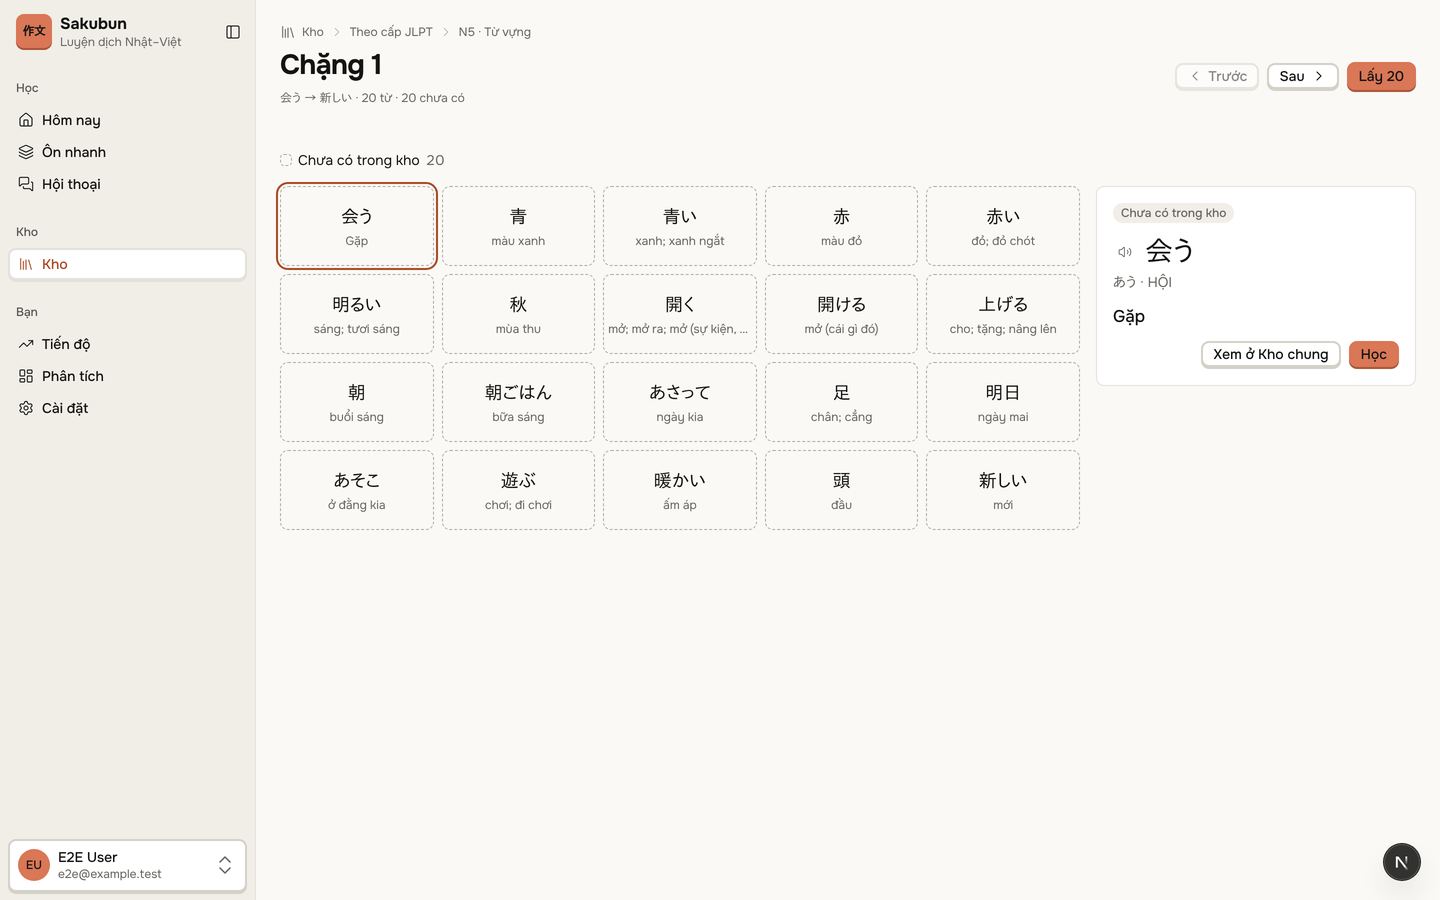 作文
Sakubun
Luyện dịch Nhật–Việt
Học
Hôm nay
Ôn nhanh
Hội thoại
Kho
Kho
Bạn
Tiến độ
Phân tích
Cài đặt
EU
E2E User
e2e@example.test
Kho
Theo cấp JLPT
N5 · Từ vựng
Chặng 1
会う → 新しい · 20 từ · 20 chưa có
Trước
Sau
Lấy 20
Chưa có trong kho 20
会う
Gặp
青
màu xanh
青い
xanh; xanh ngắt
赤
màu đỏ
赤い
đỏ; đỏ chót
明るい
sáng; tươi sáng
秋
mùa thu
開く
mở; mở ra; mở (sự kiện, ...
開ける
mở (cái gì đó)
上げる
cho; tặng; nâng lên
朝
buổi sáng
朝ごはん
bữa sáng
あさって
ngày kia
足
chân; cẳng
明日
ngày mai
あそこ
ở đằng kia
遊ぶ
chơi; đi chơi
暖かい
ấm áp
頭
đầu
新しい
mới
Chưa có trong kho
会う
あう · HỘI
Gặp
Xem ở Kho chung
Học
N